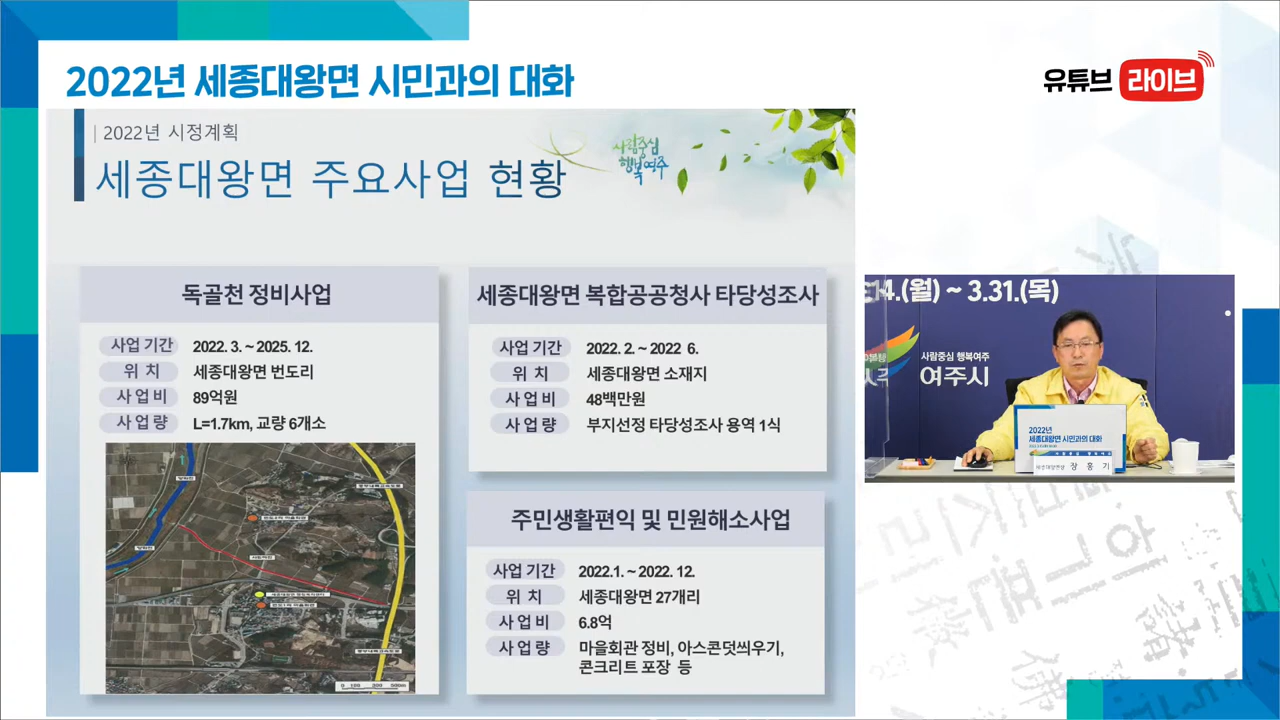 2022년 세종대왕면 시민과의 대화
유튜브 라이브
2022년 시정계획
세종대왕면 주요사업 현황
사람중심
행복여주
독골천 정비사업
사업기간 2022. 3. ~ 2025. 12.
위 치 세종대왕면 번도리
사업비 89억원
사업량 L=1.7km, 교량 6개소
세종대왕면 복합공공청사 타당성조사
사업기간 2022. 2. ~ 2022 6.
위 치 세종대왕면 소재지
사업비 48백만원
사업량 부지선정 타당성조사 용역 1식
주민생활편익 및 민원해소사업
사업기간 2022.1. ~ 2022. 12.
위 치 세종대왕면 27개리
사업비 6.8억
사업량 마을회관 정비, 아스콘덧씌우기,
콘크리트 포장 등
4.(월) ~ 3.31.(목)
사람중심 행복여주
여주시
2022년
세종대왕면 시민과의 대화
세종대왕면장 장 홍 기